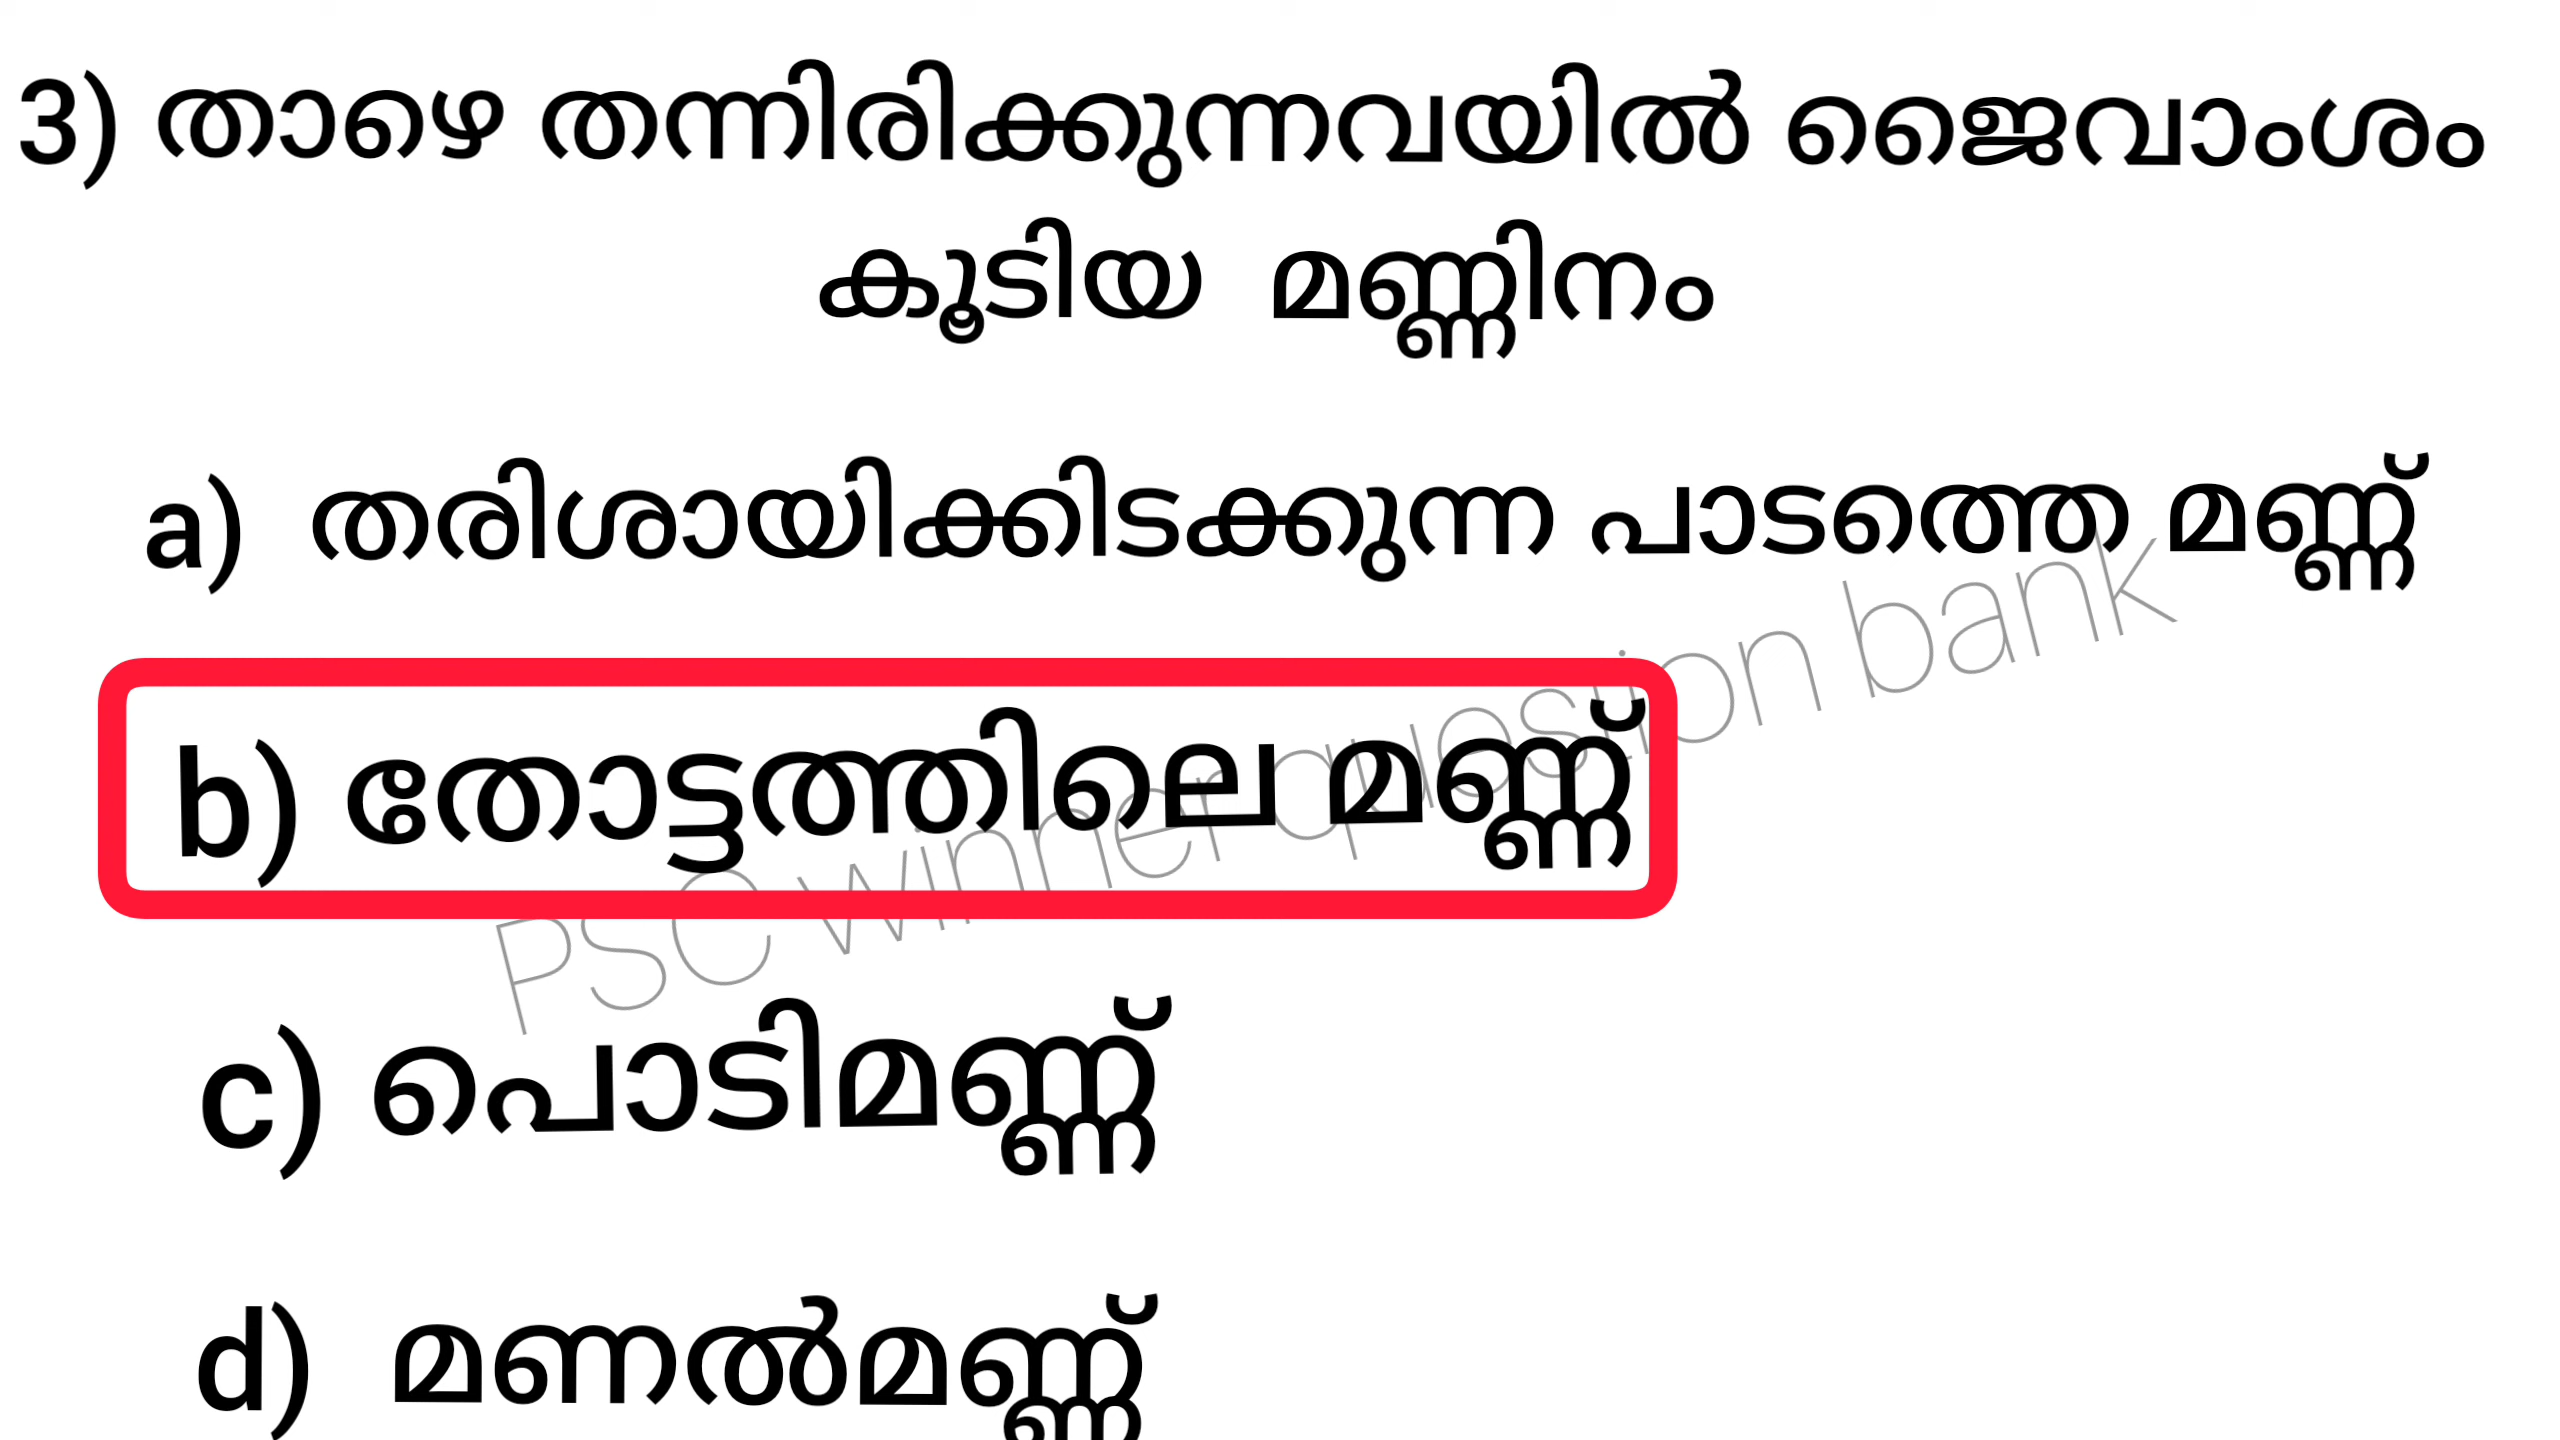 3) താഴെ തന്നിരിക്കുന്നവയിൽ ജൈവാംശം
കൂടിയ മണ്ണിനം
a) തരിശായിക്കിടക്കുന്ന പാടത്തെ മണ്ണ്
b) തോട്ടത്തിലെ മണ്ണ്
PSC winner question bank
c) പൊടിമണ്ണ്
d) മണൽമണ്ണ്